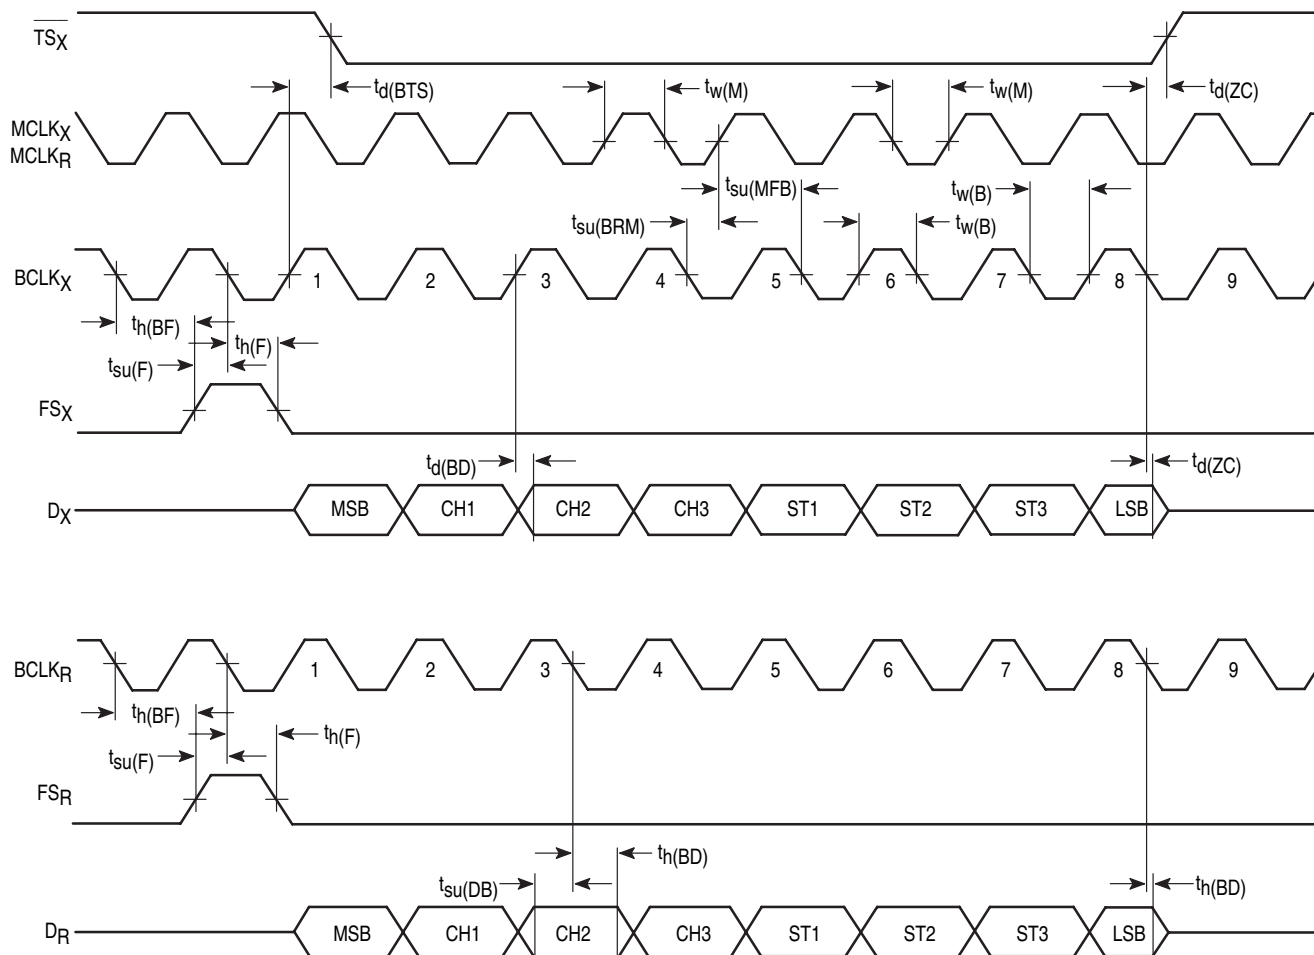 TSX
td(BTS) tw(M) tw(M) td(ZC)
MCLKX
MCLKR
tsu(MFB) tw(B)
tsu(BRM) tw(B)
BCLKX 1 2 3 4 5 6 7 8 9
th(BF)
th(F)
tsu(F)
FSX
td(BD) td(ZC)
DX MSB CH1 CH2 CH3 ST1 ST2 ST3 LSB
BCLKR 1 2 3 4 5 6 7 8 9
th(BF)
th(F)
tsu(F)
FSR
th(BD)
tsu(DB) th(BD)
DR MSB CH1 CH2 CH3 ST1 ST2 ST3 LSB